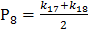 P₈ = (k₁₇+k₁₈)/2